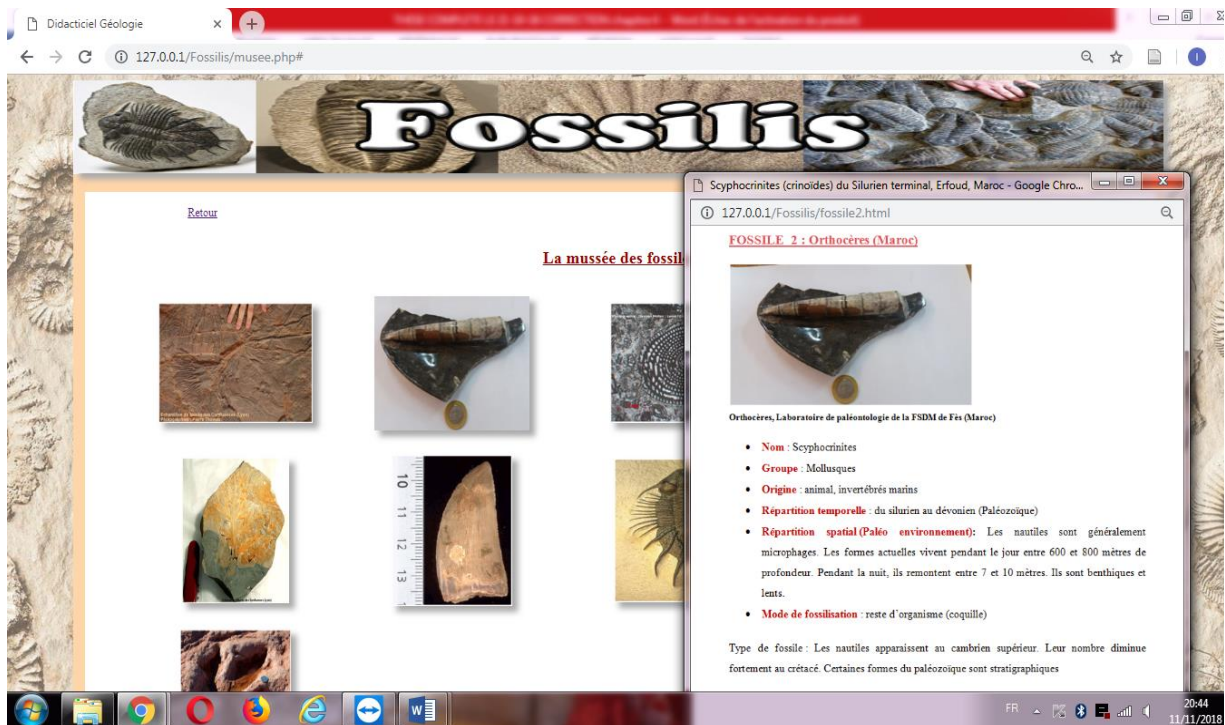 Didacticiel Géologie
127.0.0.1/Fossilis/musee.php#
Fossilis
Retour
La mussée des fossil
10
11
12
13
Scyphocrinites (crinoïdes) du Silurien terminal, Erfoud, Maroc - Google Chro...
127.0.0.1/Fossilis/fossile2.html
FOSSILE 2 : Orthocères (Maroc)
Orthocères, Laboratoire de paléontologie de la FSDM de Fès (Maroc)
• Nom : Scyphocrinites
• Groupe : Mollusques
• Origine : animal, invertébrés marins
• Répartition temporelle : du silurien au dévonien (Paléozoïque)
• Répartition spatial (Paléo environnement): Les nautiles sont généralement
microphages. Les formes actuelles vivent pendant le jour entre 600 et 800 mètres de
profondeur. Pendant la nuit, ils remontent entre 7 et 10 mètres. Ils sont benthiques et
lents.
• Mode de fossilisation : reste d'organisme (coquille)
Type de fossile : Les nautiles apparaissent au cambrien supérieur. Leur nombre diminue
fortement au crétacé. Certaines formes du paléozoïque sont stratigraphiques
FR
20:44
11/11/2018